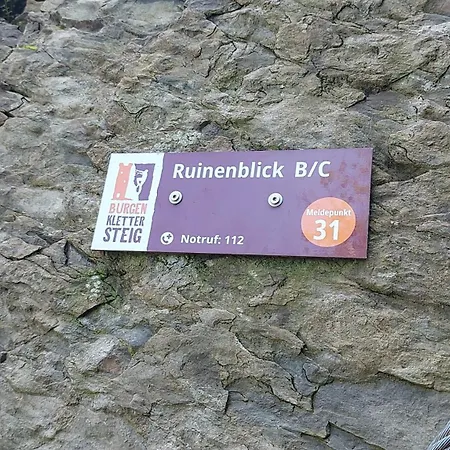 Ruinenblick B/C
BURGEN
KLETTER
STEIG
Notruf: 112
Meldepunkt
31